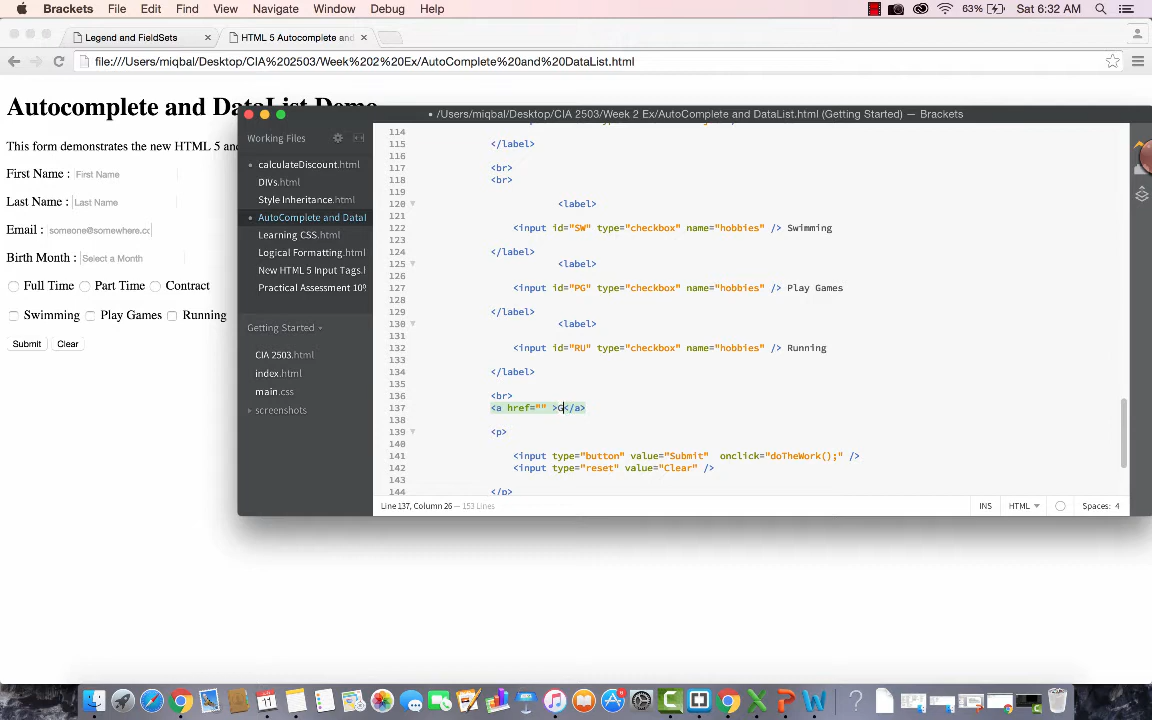 Brackets File Edit Find View Navigate Window Debug Help 63% Sat 6:32 AM
Legend and FieldSets HTML 5 Autocomplete and
file:///Users/miqbal/Desktop/CIA%202503/Week%202%20Ex/AutoComplete%20and%20DataList.html
Autocomplete and DataList Demo
This form demonstrates the new HTML 5 and
First Name : First Name
Last Name : Last Name
Email : someone@somewhere.co
Birth Month : Select a Month
Full Time Part Time Contract
Swimming Play Games Running
Submit Clear
• /Users/miqbal/Desktop/CIA 2503/Week 2 Ex/AutoComplete and DataList.html (Getting Started) — Brackets
Working Files
calculateDiscount.html
DIVs.html
Style Inheritance.html
AutoComplete and Datal
Learning CSS.html
Logical Formatting.html
New HTML 5 Input Tags.h
Practical Assessment 10%
Getting Started
CIA 2503.html
index.html
main.css
screenshots
114
115 </label>
116
117 <br>
118 <br>
119
120 <label>
121
122 <input id="SW" type="checkbox" name="hobbies" /> Swimming
123
124 </label>
125 <label>
126
127 <input id="PG" type="checkbox" name="hobbies" /> Play Games
128
129 </label>
130 <label>
131
132 <input id="RU" type="checkbox" name="hobbies" /> Running
133
134 </label>
135
136 <br>
137 <a href="" >G</a>
138
139 <p>
140
141 <input type="button" value="Submit" onclick="doTheWork();" />
142 <input type="reset" value="Clear" />
143
144 </p>
Line 137, Column 26 — 153 Lines INS HTML Spaces: 4